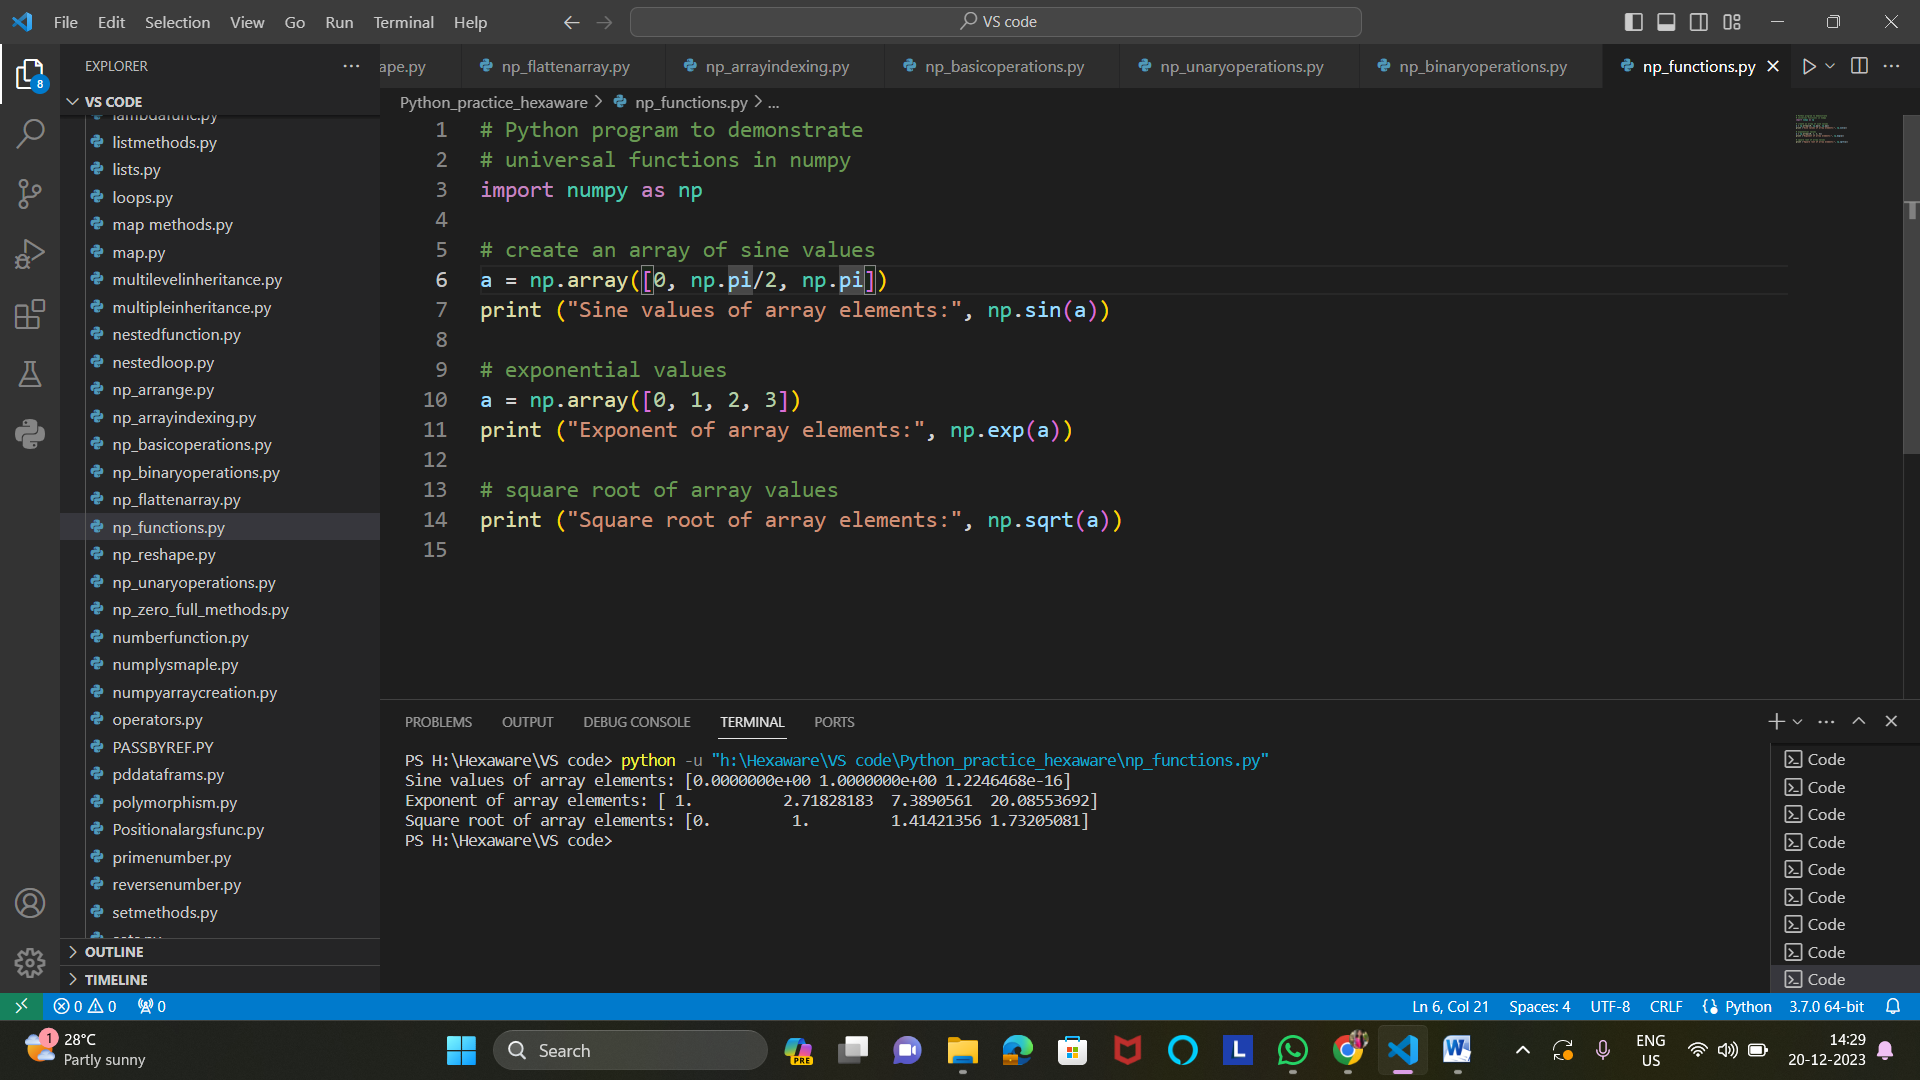 File Edit Selection View Go Run Terminal Help
VS code
EXPLORER
ape.py np_flattenarray.py np_arrayindexing.py np_basicoperations.py np_unaryoperations.py np_binaryoperations.py np_functions.py
8
VS CODE
Python_practice_hexaware > np_functions.py > ...
lambdafunc.py
listmethods.py
lists.py
loops.py
map methods.py
map.py
multilevelinheritance.py
multipleinheritance.py
nestedfunction.py
nestedloop.py
np_arrange.py
np_arrayindexing.py
np_basicoperations.py
np_binaryoperations.py
np_flattenarray.py
np_functions.py
np_reshape.py
np_unaryoperations.py
np_zero_full_methods.py
numberfunction.py
numplysmaple.py
numpyarraycreation.py
operators.py
PASSBYREF.PY
pddataframs.py
polymorphism.py
Positionalargsfunc.py
primenumber.py
reversenumber.py
setmethods.py
OUTLINE
TIMELINE
1 # Python program to demonstrate
2 # universal functions in numpy
3 import numpy as np
4
5 # create an array of sine values
6 a = np.array([0, np.pi/2, np.pi])
7 print ("Sine values of array elements:", np.sin(a))
8
9 # exponential values
10 a = np.array([0, 1, 2, 3])
11 print ("Exponent of array elements:", np.exp(a))
12
13 # square root of array values
14 print ("Square root of array elements:", np.sqrt(a))
15
PROBLEMS OUTPUT DEBUG CONSOLE TERMINAL PORTS
PS H:\Hexaware\VS code> python -u "h:\Hexaware\VS code\Python_practice_hexaware\np_functions.py"
Sine values of array elements: [0.0000000e+00 1.0000000e+00 1.2246468e-16]
Exponent of array elements: [ 1.          2.71828183  7.3890561  20.08553692]
Square root of array elements: [0.         1.         1.41421356 1.73205081]
PS H:\Hexaware\VS code>
Code
Code
Code
Code
Code
Code
Code
Code
Code
0 0 0 Ln 6, Col 21 Spaces: 4 UTF-8 CRLF Python 3.7.0 64-bit
1
28°C
Partly sunny
Search
PRE
L
ENG
US
14:29
20-12-2023